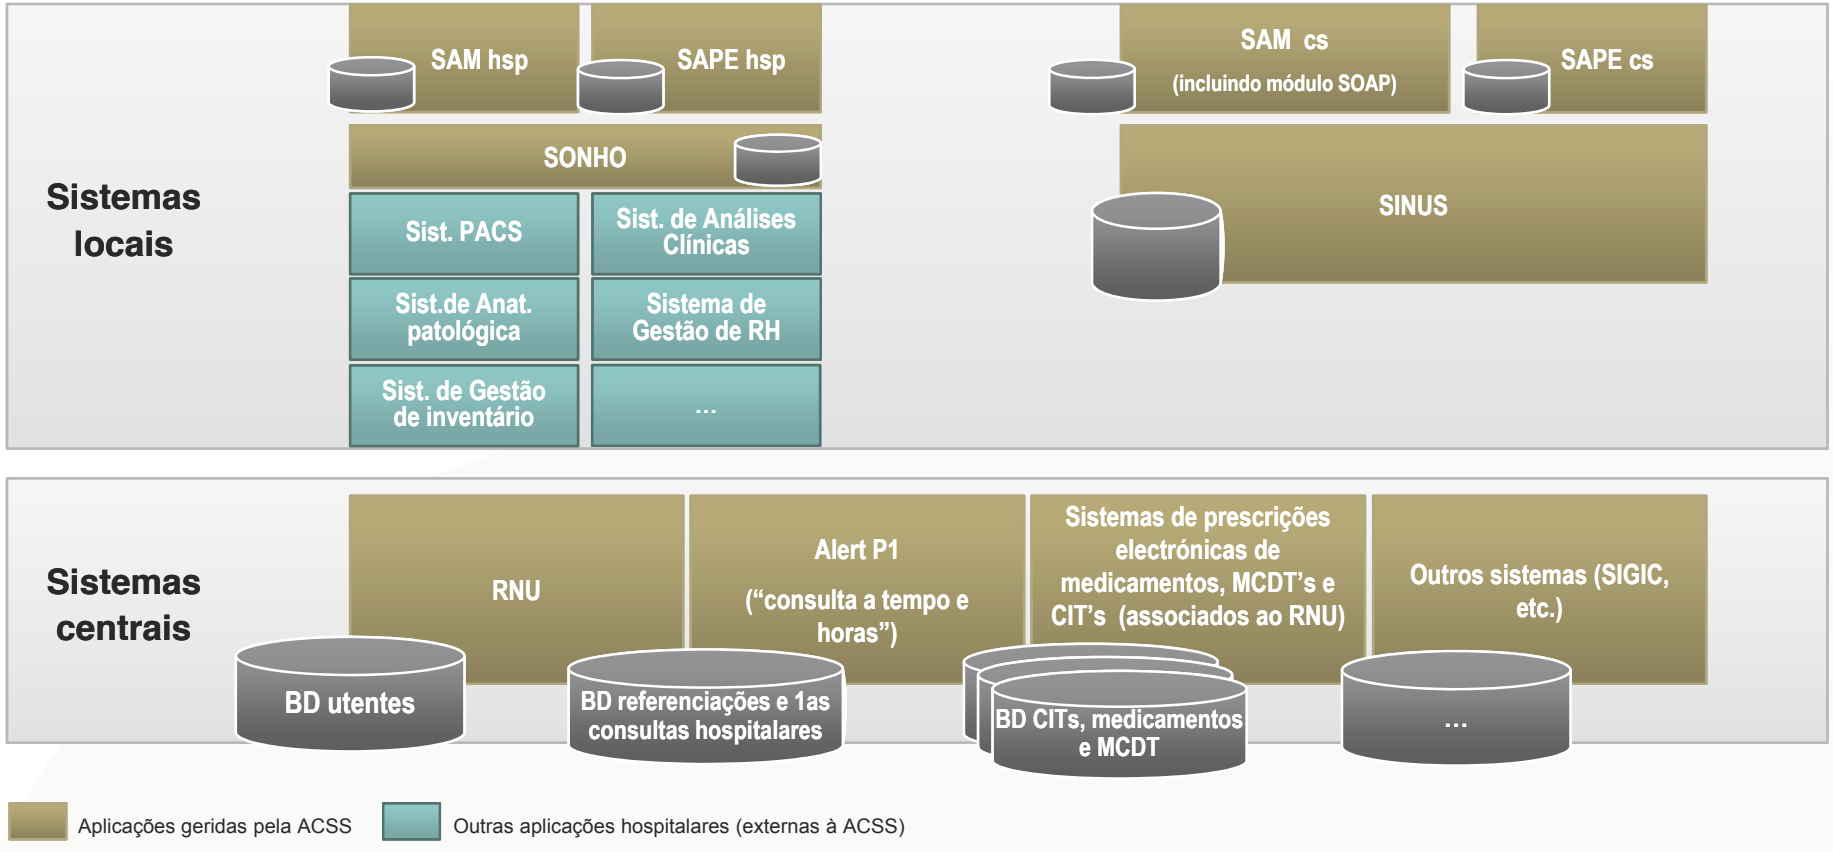 Sistemas
locais
SAM hsp
SAPE hsp
SAM cs
(incluindo módulo SOAP)
SAPE cs
SONHO
SINUS
Sist. PACS
Sist. de Análises
Clínicas
Sist.de Anat.
patológica
Sistema de
Gestão de RH
Sist. de Gestão
de inventário
...
Sistemas
centrais
RNU
Alert P1
(“consulta a tempo e
horas”)
Sistemas de prescrições
electrónicas de
medicamentos, MCDT’s e
CIT’s (associados ao RNU)
Outros sistemas (SIGIC,
etc.)
BD utentes
BD referenciações e 1as
consultas hospitalares
BD CITs, medicamentos
e MCDT
...
Aplicações geridas pela ACSS
Outras aplicações hospitalares (externas à ACSS)